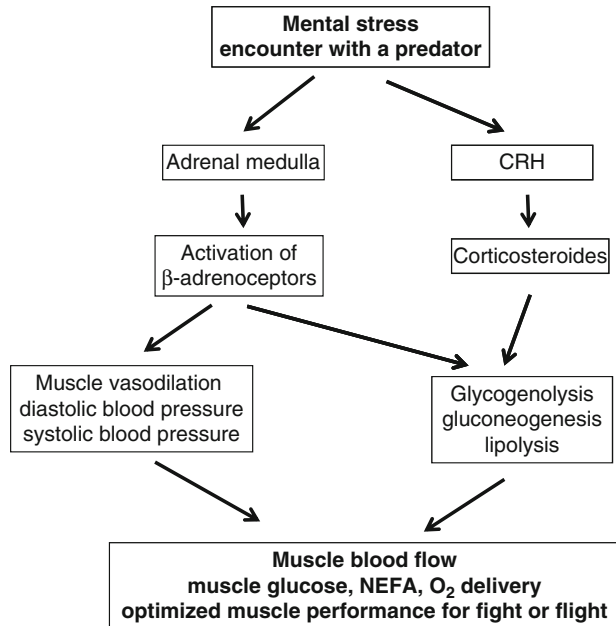 Mental stress
encounter with a predator
Adrenal medulla
CRH
Activation of
β-adrenoceptors
Corticosteroides
Muscle vasodilation
diastolic blood pressure
systolic blood pressure
Glycogenolysis
gluconeogenesis
lipolysis
Muscle blood flow
muscle glucose, NEFA, O₂ delivery
optimized muscle performance for fight or flight